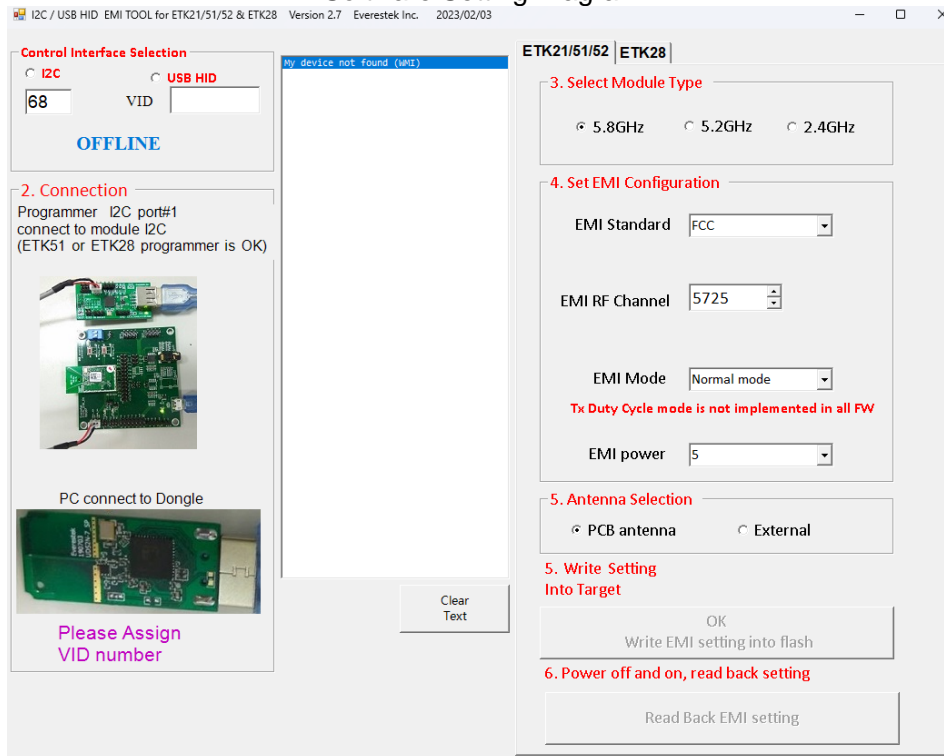 I2C / USB HID EMI TOOL for ETK21/51/52 & ETK28 Version 2.7 Everestek Inc. 2023/02/03
Control Interface Selection
I2C
USB HID
68
VID
OFFLINE
2. Connection
Programmer I2C port#1
connect to module I2C
(ETK51 or ETK28 programmer is OK)
PC connect to Dongle
Please Assign
VID number
My device not found (WMI)
Clear
Text
ETK21/51/52
ETK28
3. Select Module Type
5.8GHz
5.2GHz
2.4GHz
4. Set EMI Configuration
EMI Standard
FCC
EMI RF Channel
5725
EMI Mode
Normal mode
Tx Duty Cycle mode is not implemented in all FW
EMI power
5
5. Antenna Selection
PCB antenna
External
5. Write Setting
Into Target
OK
Write EMI setting into flash
6. Power off and on, read back setting
Read Back EMI setting